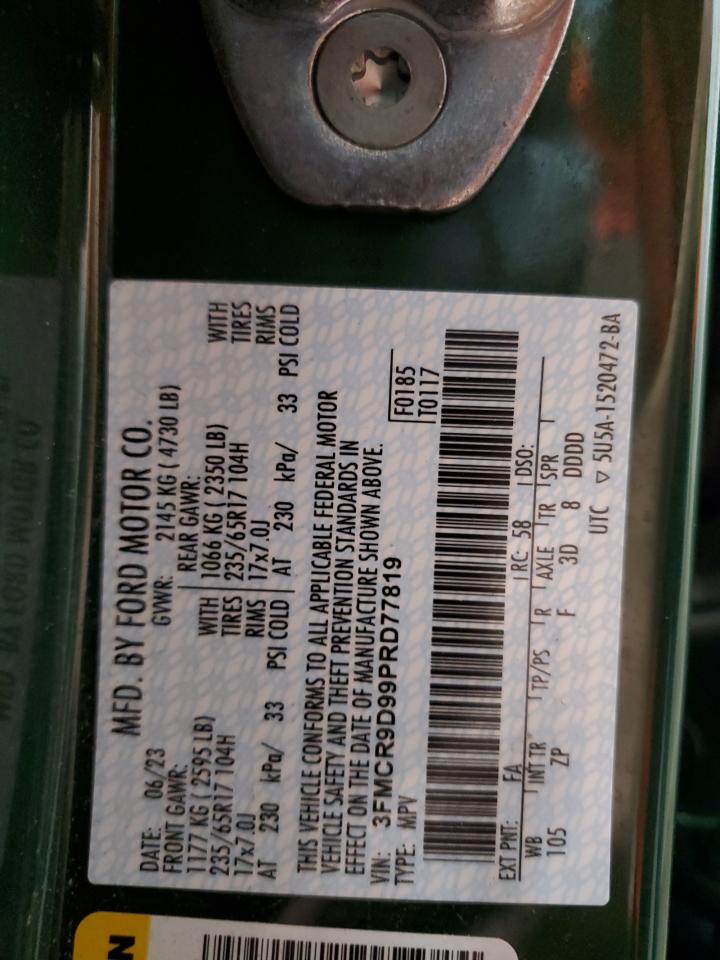 MFD. BY FORD MOTOR CO.
DATE: 06/23 GVWR: 2145 KG ( 4730 LB)
FRONT GAWR: REAR GAWR:
1177 KG ( 2595 LB) WITH 1066 KG ( 2350 LB) WITH
235/65R17 104H TIRES 235/65R17 104H TIRES
17x7.0J RIMS 17x7.0J RIMS
AT 230 kPa/ 33 PSI COLD AT 230 kPa/ 33 PSI COLD
THIS VEHICLE CONFORMS TO ALL APPLICABLE FEDERAL MOTOR
VEHICLE SAFETY AND THEFT PREVENTION STANDARDS IN
EFFECT ON THE DATE OF MANUFACTURE SHOWN ABOVE.
VIN: 3FMCR9D99PRD77819 F0185
TYPE: MPV T0117
EXT PNT: FA RC: 58 DSO:
WB INT TR TP/PS R AXLE TR SPR
105 ZP F 3D 8 DDDD
UTC ▽ 5U5A-1520472-BA